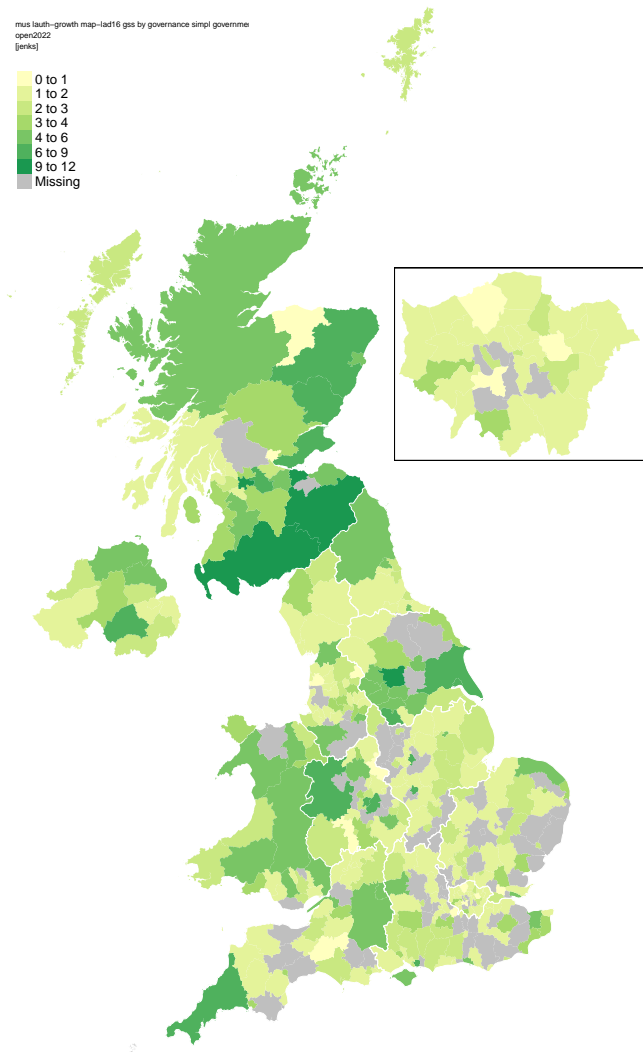 mus lauth−growth map−lad16 gss by governance simpl governme
open2022
[jenks]
0 to 1
1 to 2
2 to 3
3 to 4
4 to 6
6 to 9
9 to 12
Missing